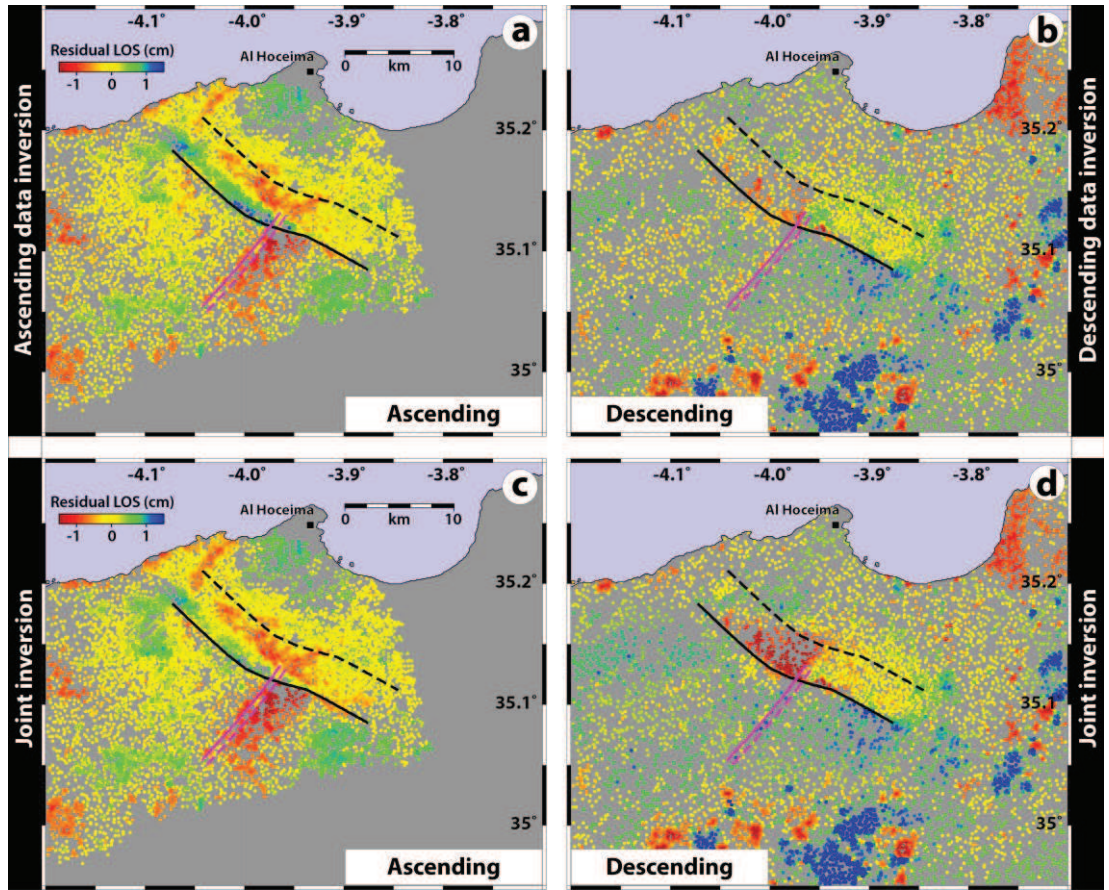 -4.1° -4.0° -3.9° -3.8°
a
Residual LOS (cm)
-1 1
Al Hoceima
0 km 10
35.2°
35.1°
35°
Ascending data inversion
Ascending
-4.1° -4.0° -3.9° -3.8°
b
Al Hoceima
35.2°
35.1°
35°
Descending data inversion
Descending
-4.1° -4.0° -3.9° -3.8°
c
Residual LOS (cm)
-1 1
Al Hoceima
0 km 10
35.2°
35.1°
35°
Joint inversion
Ascending
-4.1° -4.0° -3.9° -3.8°
d
Al Hoceima
35.2°
35.1°
35°
Joint inversion
Descending